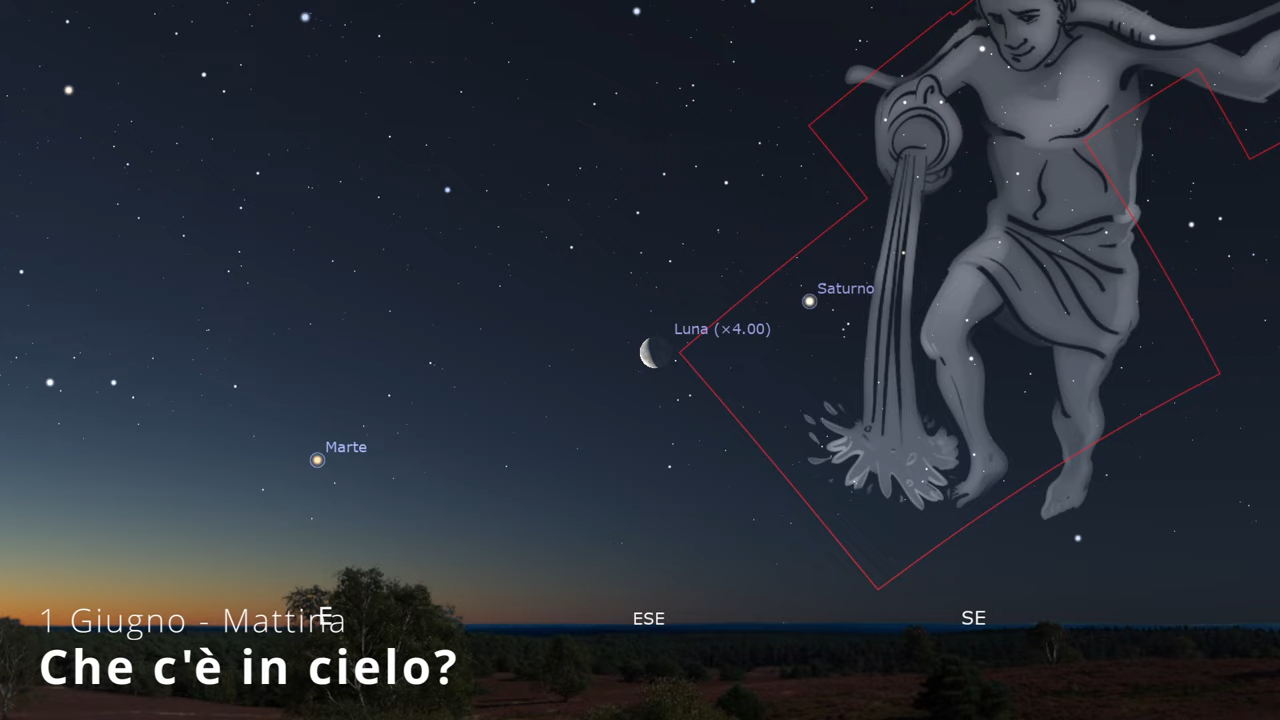 Saturno
Luna (×4.00)
Marte
E
ESE
SE
1 Giugno - Mattina
Che c'è in cielo?